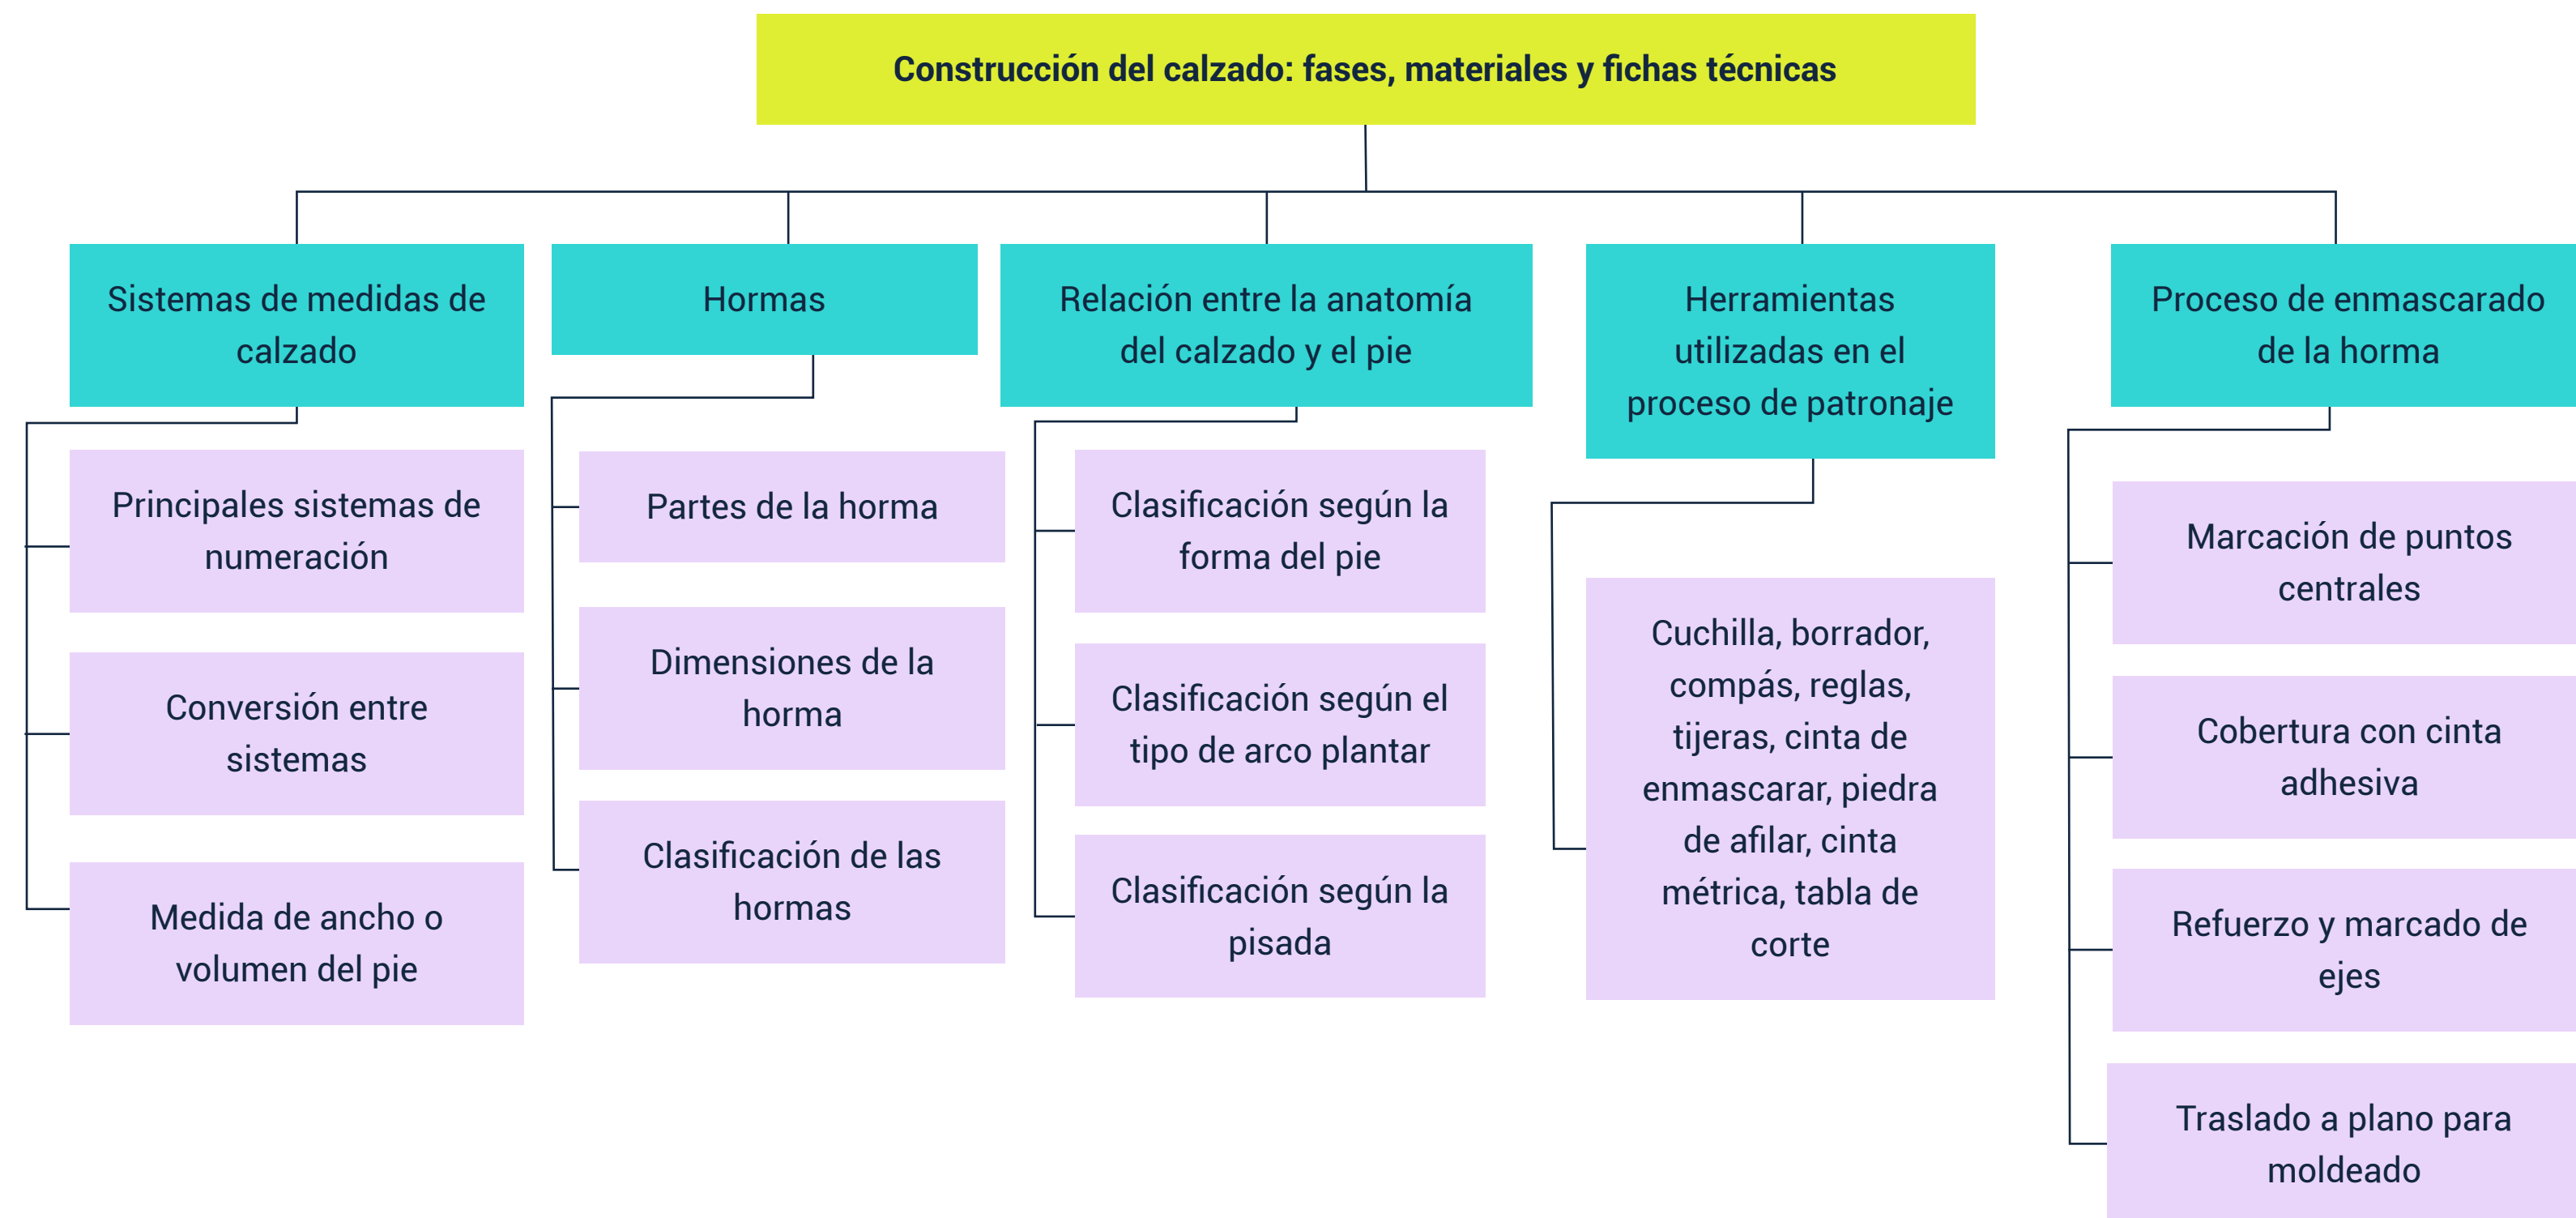 Construcción del calzado: fases, materiales y fichas técnicas
Sistemas de medidas de
calzado
Principales sistemas de
numeración
Conversión entre
sistemas
Medida de ancho o
volumen del pie
Hormas
Partes de la horma
Dimensiones de la
horma
Clasificación de las
hormas
Relación entre la anatomía
del calzado y el pie
Clasificación según la
forma del pie
Clasificación según el
tipo de arco plantar
Clasificación según la
pisada
Herramientas
utilizadas en el
proceso de patronaje
Cuchilla, borrador,
compás, reglas,
tijeras, cinta de
enmascarar, piedra
de afilar, cinta
métrica, tabla de
corte
Proceso de enmascarado
de la horma
Marcación de puntos
centrales
Cobertura con cinta
adhesiva
Refuerzo y marcado de
ejes
Traslado a plano para
moldeado